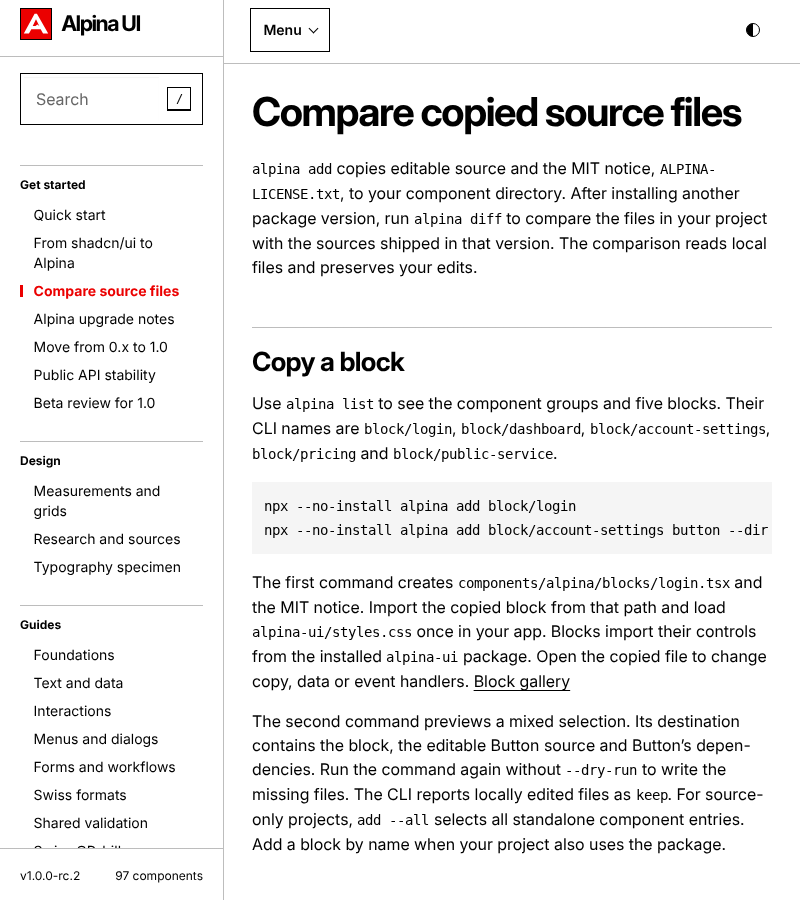 Alpina UI
Search
/
Get started
Quick start
From shadcn/ui to
Alpina
Compare source files
Alpina upgrade notes
Move from 0.x to 1.0
Public API stability
Beta review for 1.0
Design
Measurements and
grids
Research and sources
Typography specimen
Guides
Foundations
Text and data
Interactions
Menus and dialogs
Forms and workflows
Swiss formats
Shared validation
v1.0.0-rc.2
97 components
Menu
Compare copied source files
alpina add copies editable source and the MIT notice, ALPINA-
LICENSE.txt, to your component directory. After installing another
package version, run alpina diff to compare the files in your project
with the sources shipped in that version. The comparison reads local
files and preserves your edits.
Copy a block
Use alpina list to see the component groups and five blocks. Their
CLI names are block/login, block/dashboard, block/account-settings,
block/pricing and block/public-service.
npx --no-install alpina add block/login
npx --no-install alpina add block/account-settings button --dir
The first command creates components/alpina/blocks/login.tsx and
the MIT notice. Import the copied block from that path and load
alpina-ui/styles.css once in your app. Blocks import their controls
from the installed alpina-ui package. Open the copied file to change
copy, data or event handlers. Block gallery
The second command previews a mixed selection. Its destination
contains the block, the editable Button source and Button’s depen-
dencies. Run the command again without --dry-run to write the
missing files. The CLI reports locally edited files as keep. For source-
only projects, add --all selects all standalone component entries.
Add a block by name when your project also uses the package.